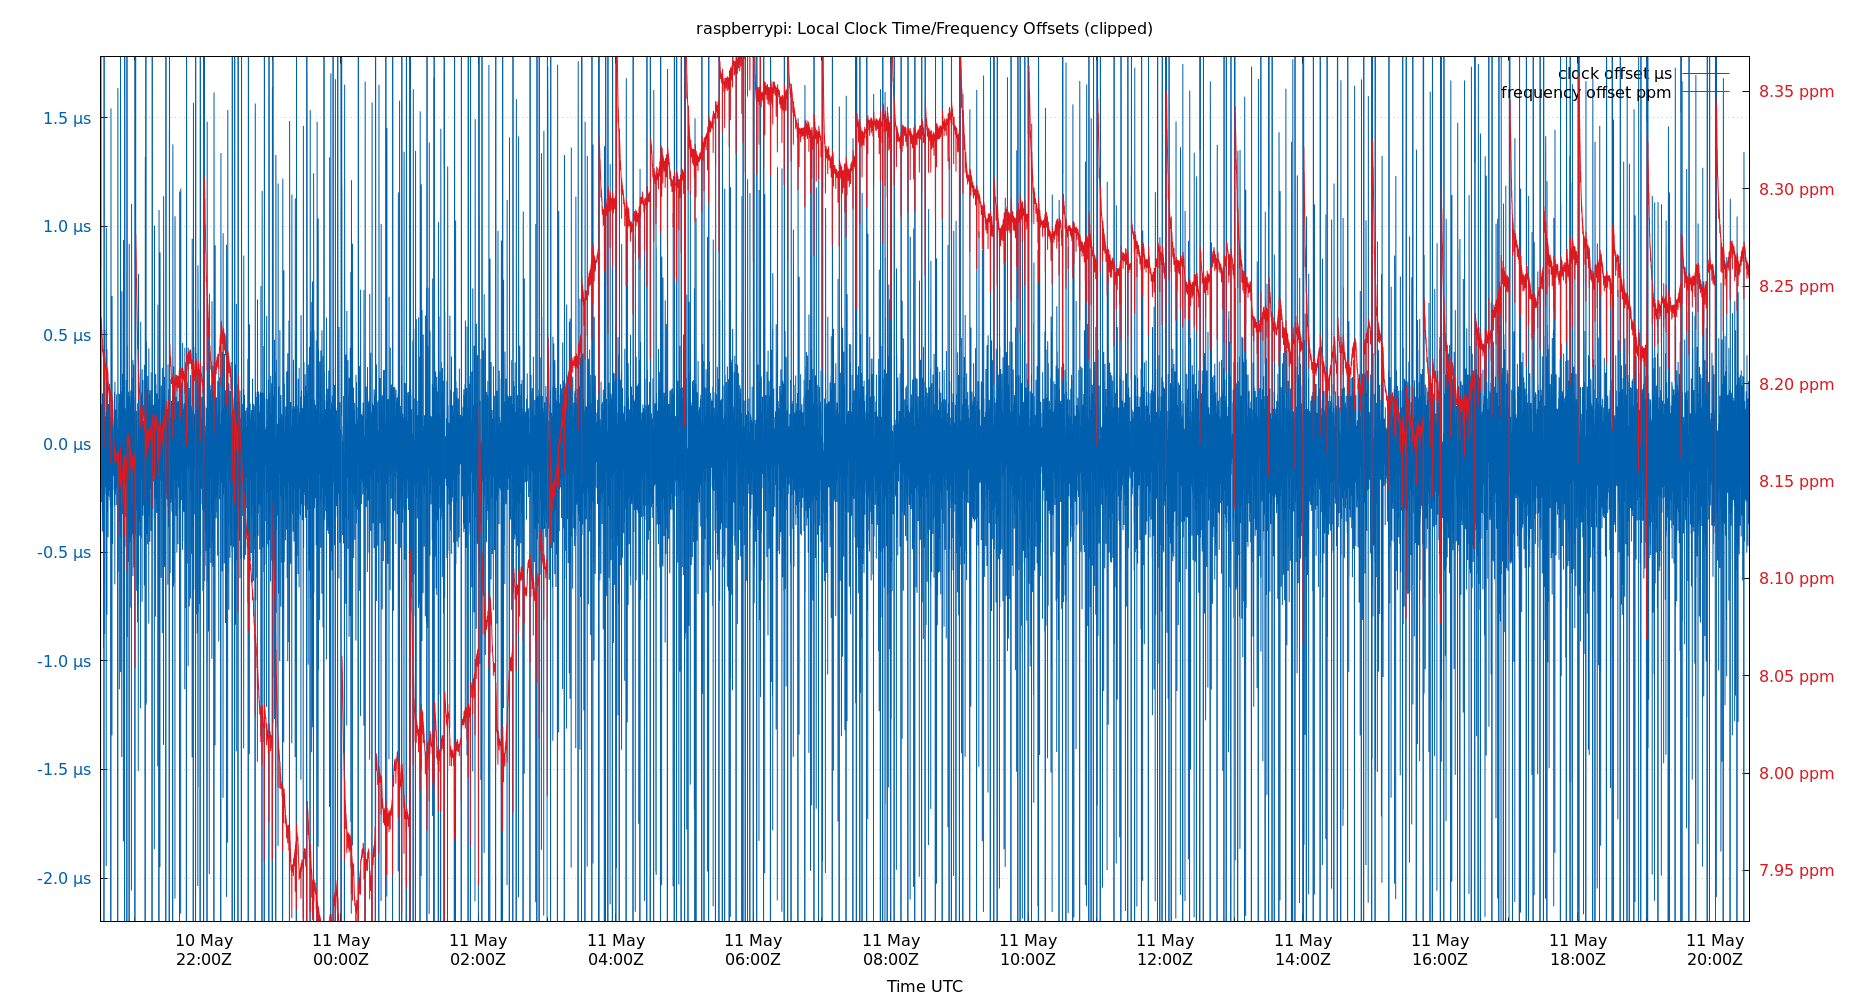 raspberrypi: Local Clock Time/Frequency Offsets (clipped)
clock offset µs
frequency offset ppm
1.5 µs
1.0 µs
0.5 µs
0.0 µs
-0.5 µs
-1.0 µs
-1.5 µs
-2.0 µs
8.35 ppm
8.30 ppm
8.25 ppm
8.20 ppm
8.15 ppm
8.10 ppm
8.05 ppm
8.00 ppm
7.95 ppm
10 May
22:00Z
11 May
00:00Z
11 May
02:00Z
11 May
04:00Z
11 May
06:00Z
11 May
08:00Z
11 May
10:00Z
11 May
12:00Z
11 May
14:00Z
11 May
16:00Z
11 May
18:00Z
11 May
20:00Z
Time UTC